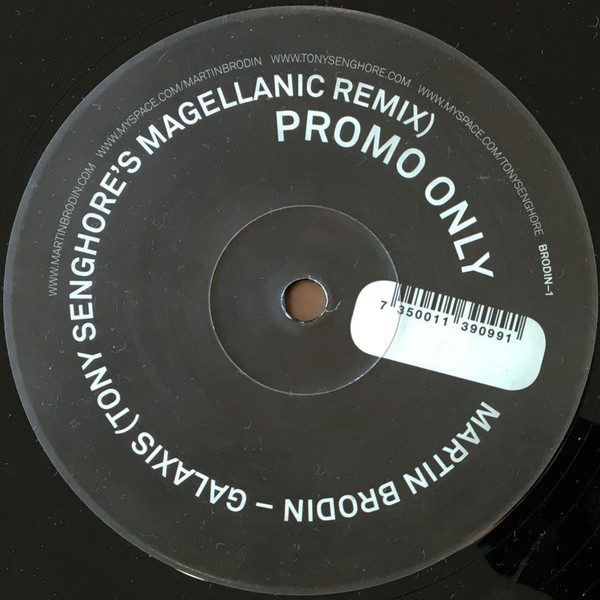 WWW.MARTINBRODIN.COM WWW.MYSPACE.COM/MARTINBRODIN WWW.TONYSENGHORE.COM WWW.MYSPACE.COM/TONYSENGHORE BRODIN-1
MARTIN BRODIN – GALAXIS (TONY SENGHORE'S MAGELLANIC REMIX)
PROMO ONLY
7 350011 390991